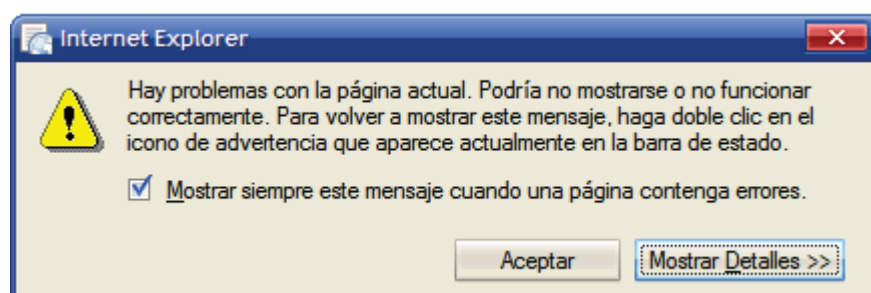 Internet Explorer
Hay problemas con la página actual. Podría no mostrarse o no funcionar
correctamente. Para volver a mostrar este mensaje, haga doble clic en el
icono de advertencia que aparece actualmente en la barra de estado.
Mostrar siempre este mensaje cuando una página contenga errores.
Aceptar Mostrar Detalles >>